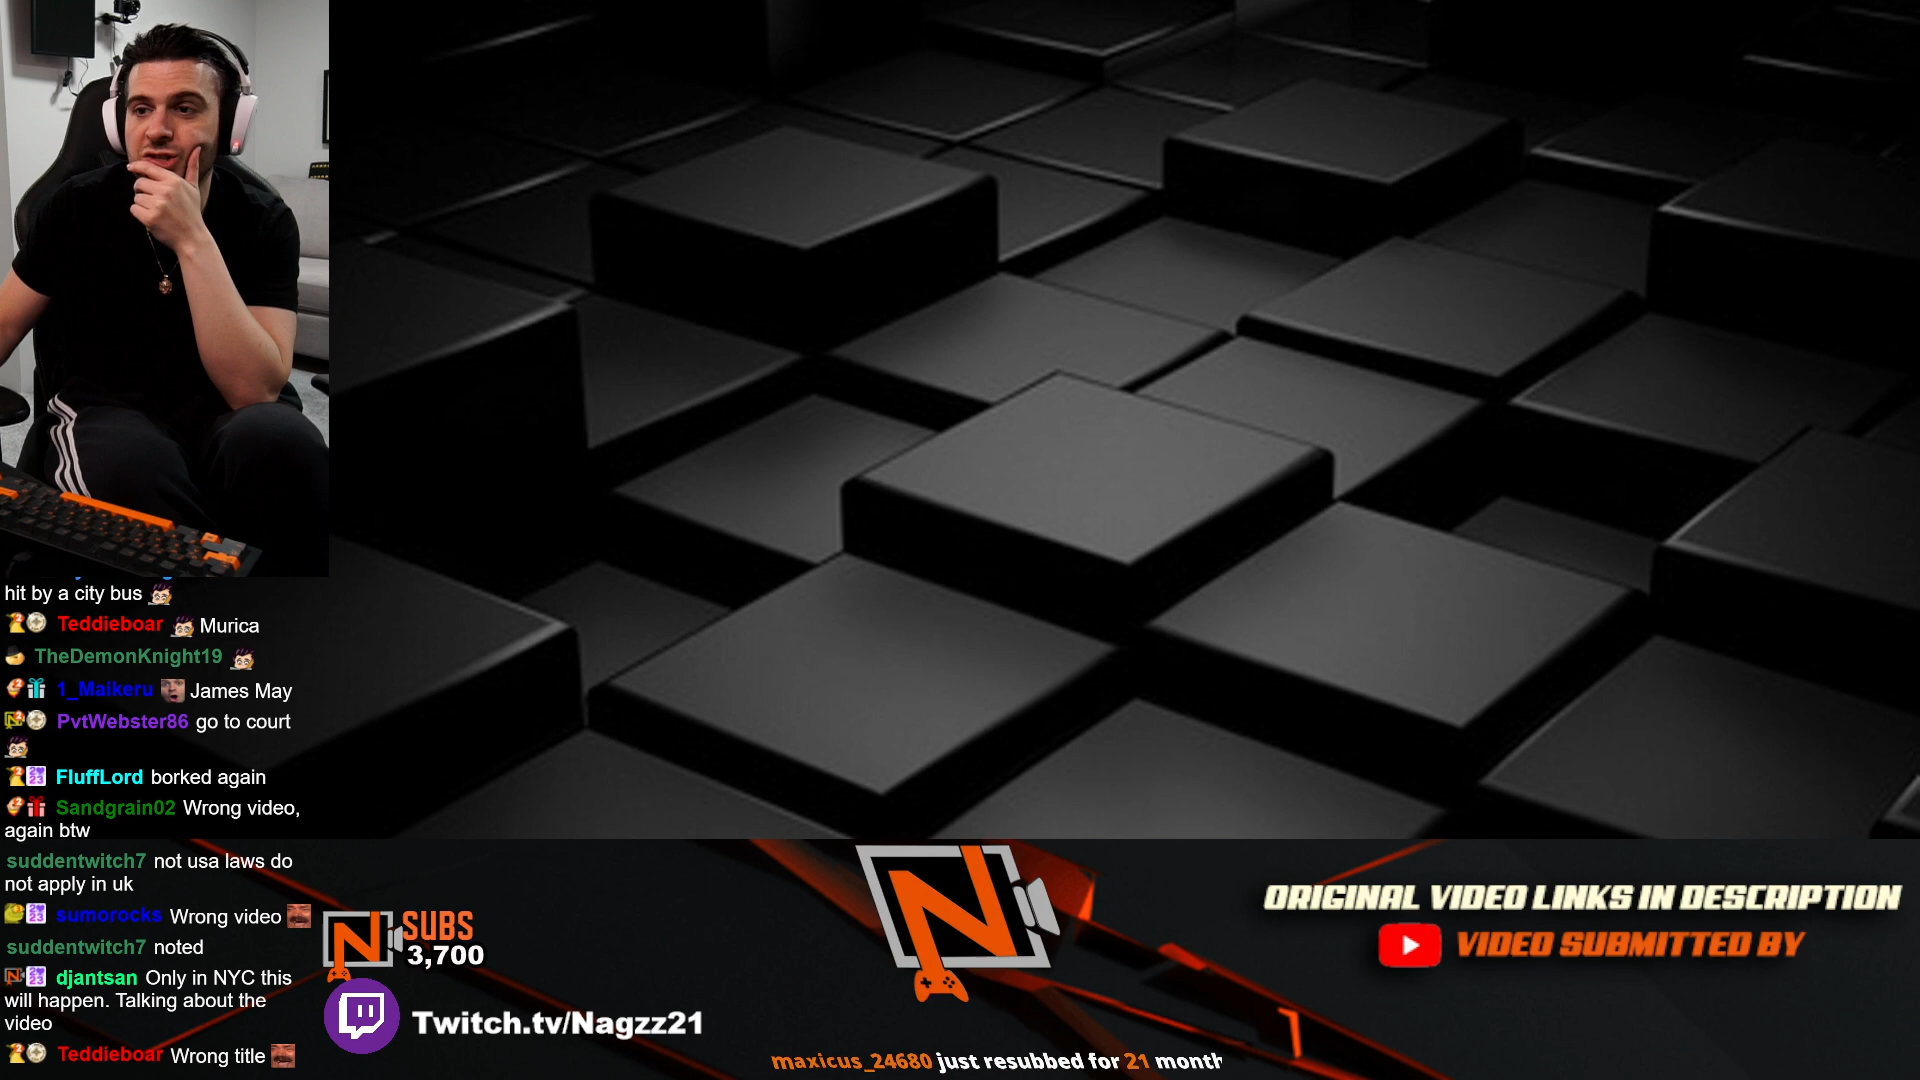 hit by a city bus
Teddieboar Murica
TheDemonKnight19
1_Maikeru James May
PvtWebster86 go to court
FluffLord borked again
Sandgrain02 Wrong video,
again btw
suddentwitch7 not usa laws do
not apply in uk
sumorocks Wrong video
suddentwitch7 noted
djantsan Only in NYC this
will happen. Talking about the
video
Teddieboar Wrong title
SUBS
3,700
Twitch.tv/Nagzz21
ORIGINAL VIDEO LINKS IN DESCRIPTION
VIDEO SUBMITTED BY
maxicus_24680 just resubbed for 21 month